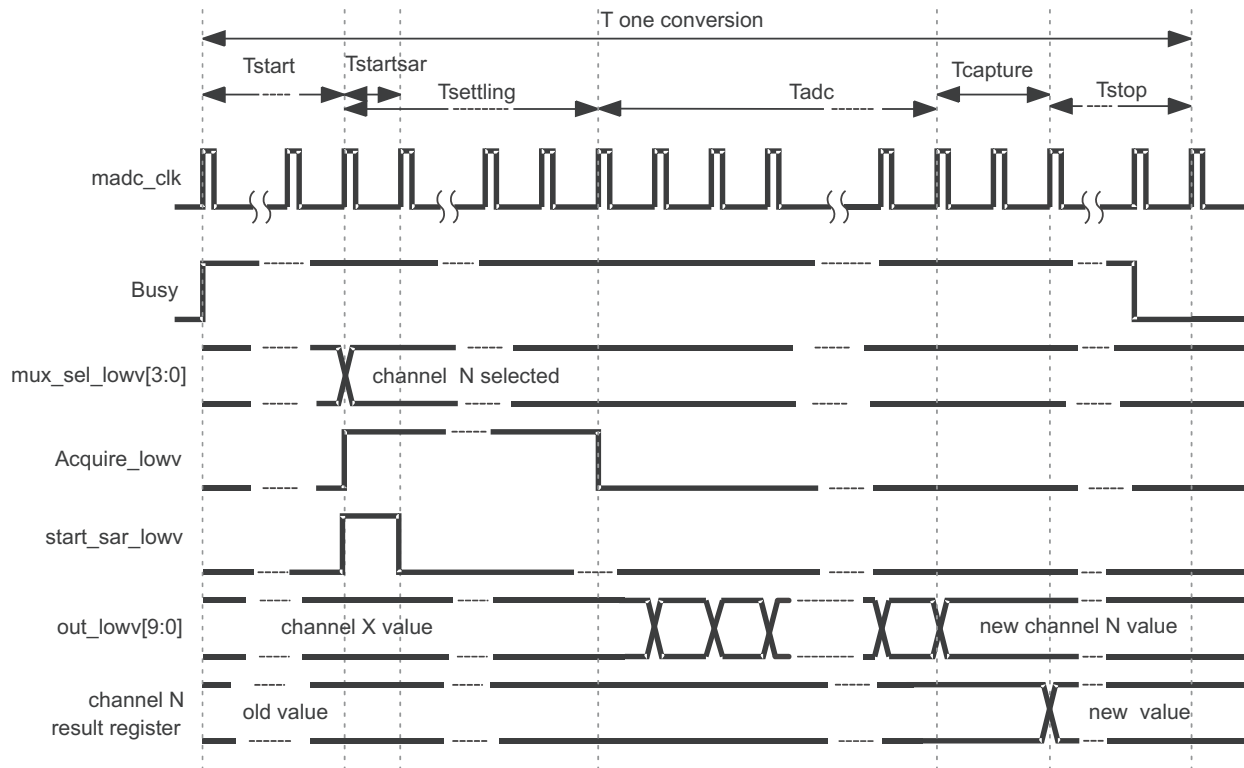 T one conversion
Tstart
Tstartsar
Tsettling
Tadc
Tcapture
Tstop
madc_clk
Busy
mux_sel_lowv[3:0]
channel N selected
Acquire_lowv
start_sar_lowv
out_lowv[9:0]
channel X value
new channel N value
channel N
result register
old value
new value